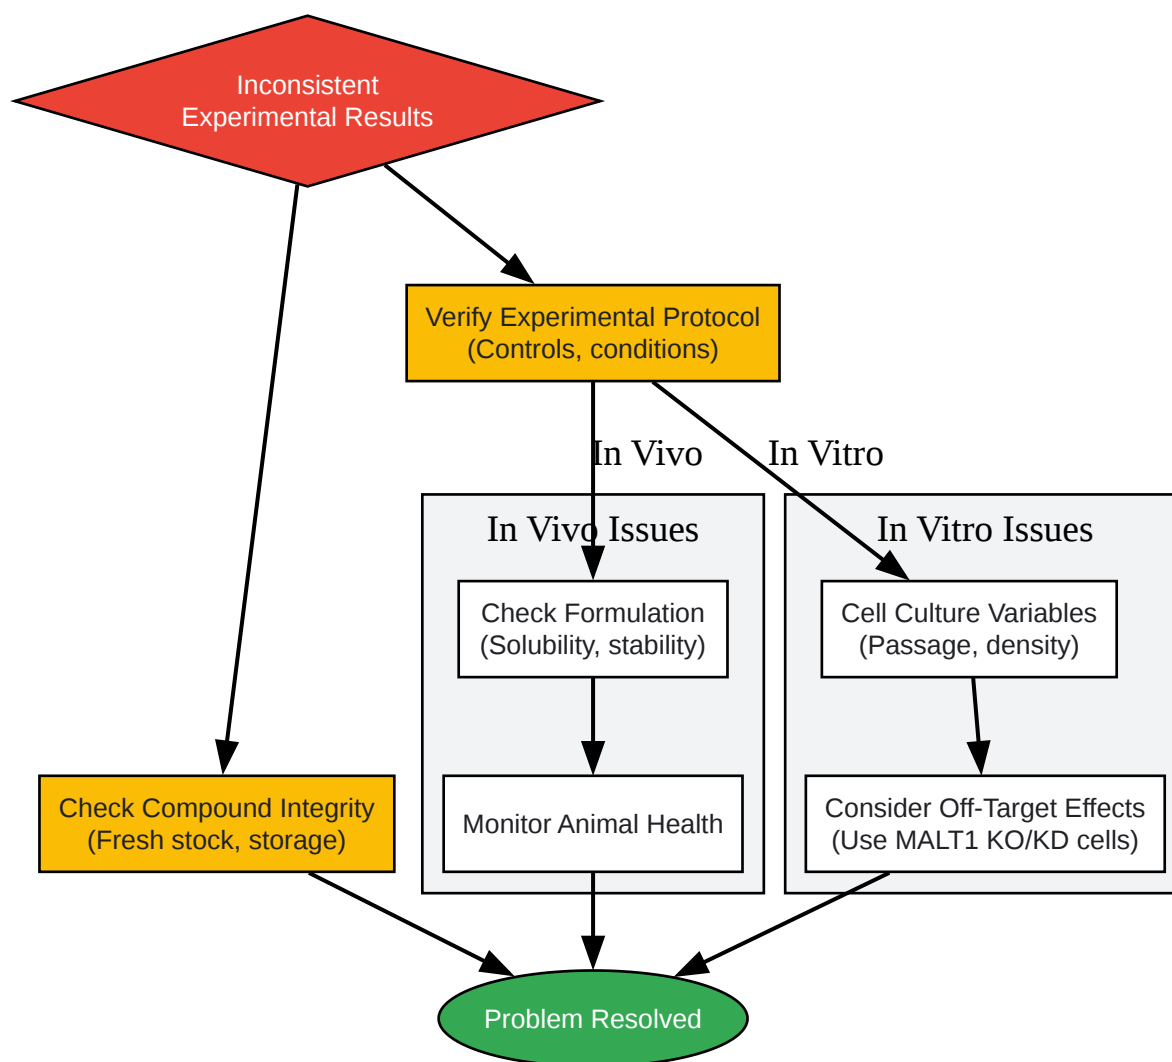 Inconsistent
Experimental Results
Verify Experimental Protocol
(Controls, conditions)
In Vivo
In Vitro
In Vivo Issues
In Vitro Issues
Check Formulation
(Solubility, stability)
Cell Culture Variables
(Passage, density)
Check Compound Integrity
(Fresh stock, storage)
Monitor Animal Health
Consider Off-Target Effects
(Use MALT1 KO/KD cells)
Problem Resolved